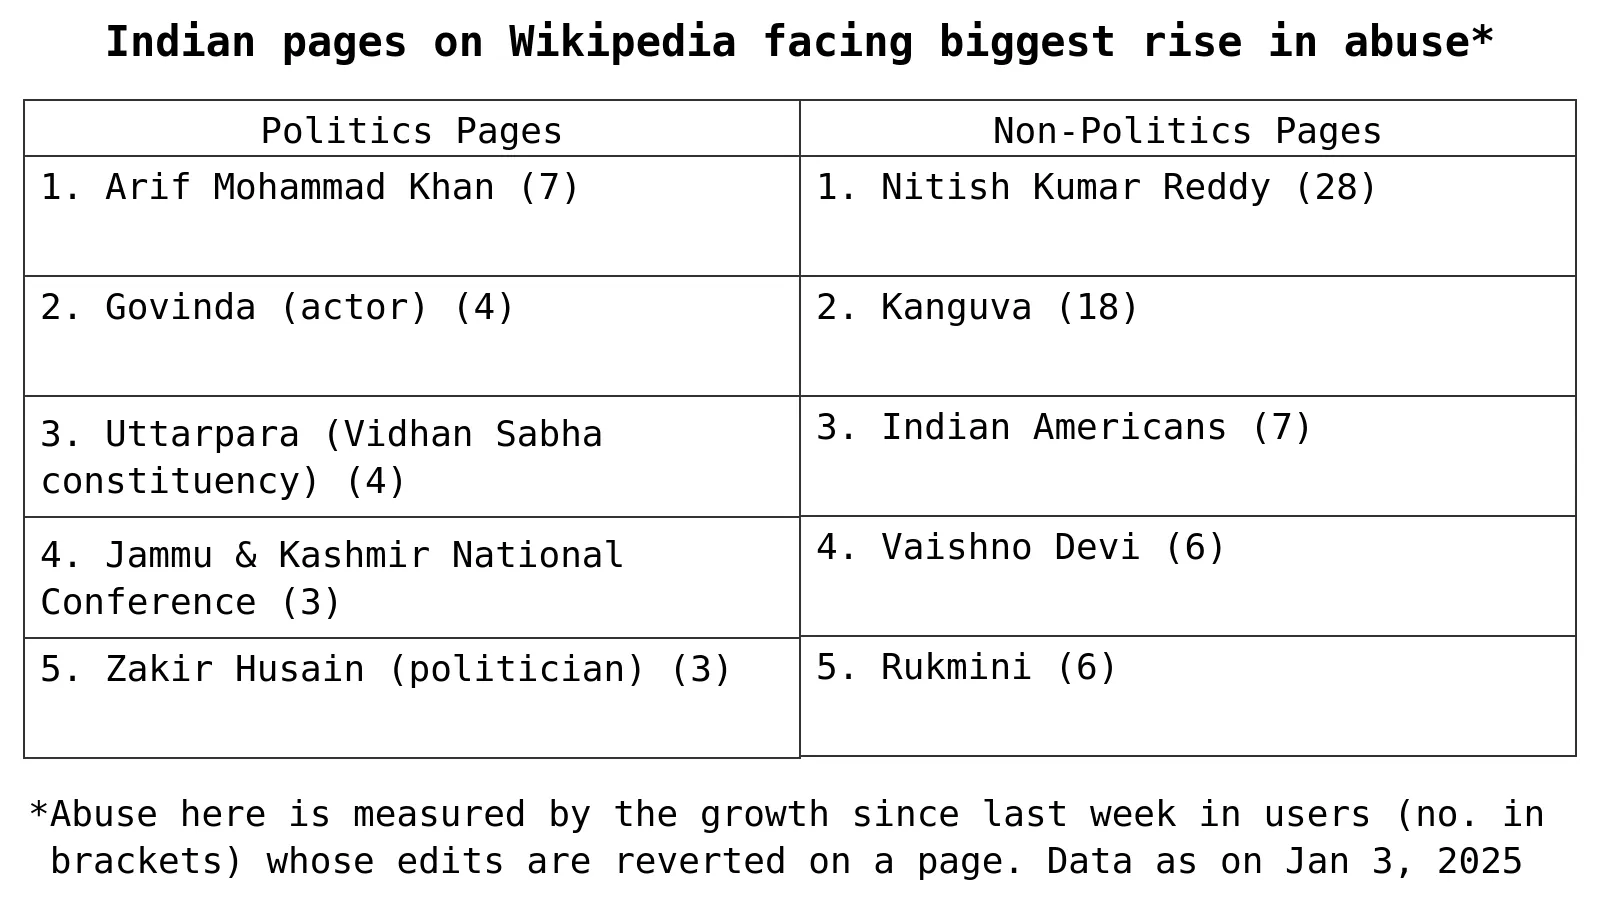 Indian pages on Wikipedia facing biggest rise in abuse*
Politics Pages
1. Arif Mohammad Khan (7)
2. Govinda (actor) (4)
3. Uttarpara (Vidhan Sabha
constituency) (4)
4. Jammu & Kashmir National
Conference (3)
5. Zakir Husain (politician) (3)
Non-Politics Pages
1. Nitish Kumar Reddy (28)
2. Kanguva (18)
3. Indian Americans (7)
4. Vaishno Devi (6)
5. Rukmini (6)
*Abuse here is measured by the growth since last week in users (no. in
brackets) whose edits are reverted on a page. Data as on Jan 3, 2025